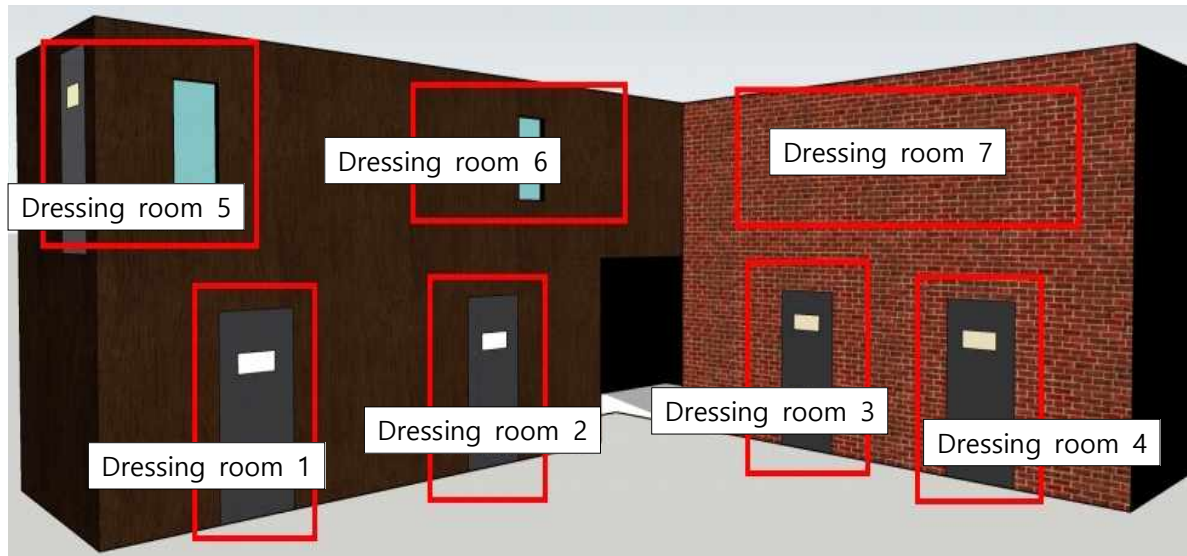 Dressing room 6
Dressing room 7
Dressing room 5
Dressing room 3
Dressing room 2
Dressing room 4
Dressing room 1